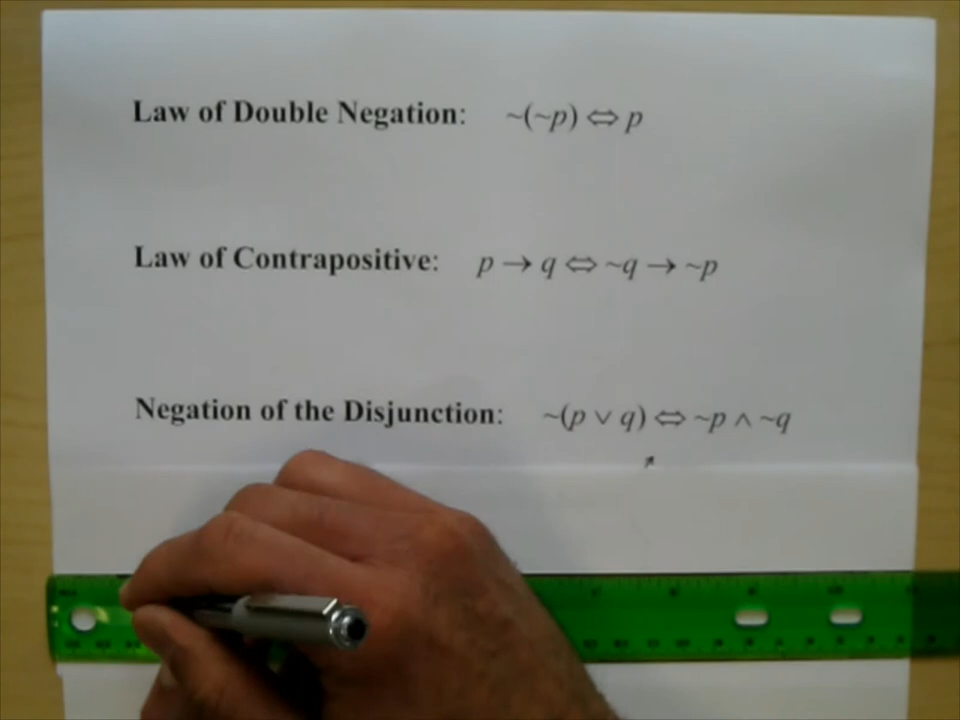 Law of Double Negation: ~(~p) ⇔ p
Law of Contrapositive: p → q ⇔ ~q → ~p
Negation of the Disjunction: ~(p ∨ q) ⇔ ~p ∧ ~q